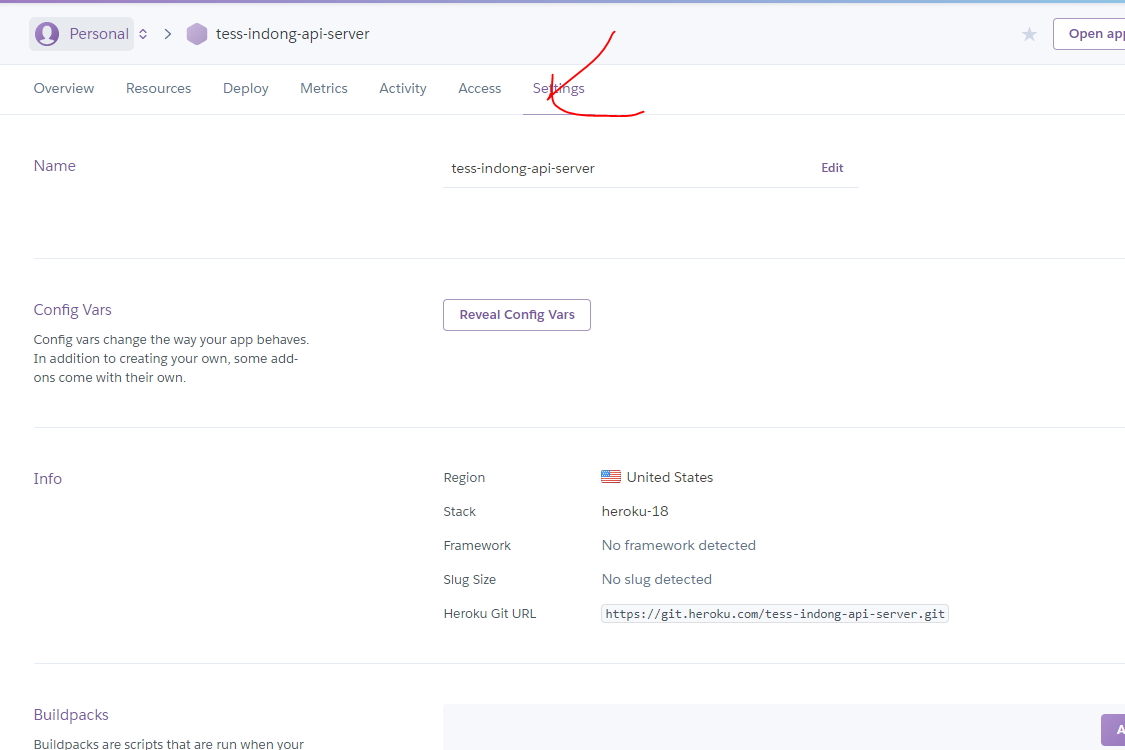 Personal
tess-indong-api-server
Overview Resources Deploy Metrics Activity Access Settings
Name
tess-indong-api-server
Edit
Config Vars
Reveal Config Vars
Config vars change the way your app behaves.
In addition to creating your own, some add-
ons come with their own.
Info
Region United States
Stack heroku-18
Framework No framework detected
Slug Size No slug detected
Heroku Git URL https://git.heroku.com/tess-indong-api-server.git
Buildpacks
Buildpacks are scripts that are run when your